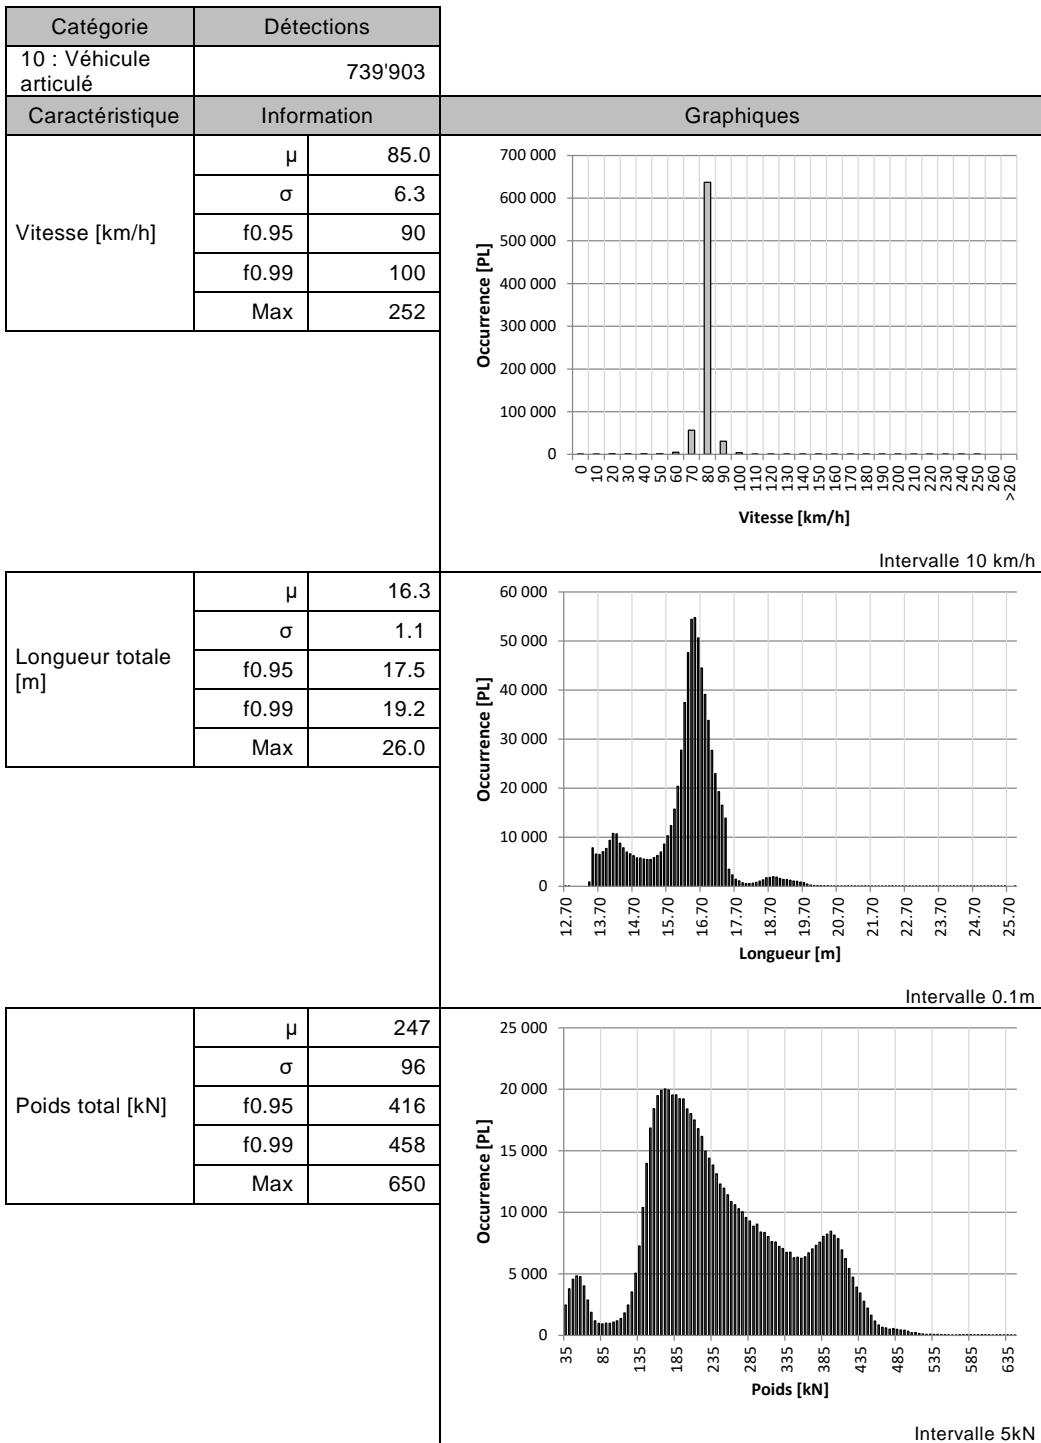 Catégorie Détections
10 : Véhicule articulé 739'903
Caractéristique Information Graphiques
Vitesse [km/h]
µ 85.0
σ 6.3
f0.95 90
f0.99 100
Max 252
700 000
600 000
500 000
400 000
300 000
200 000
100 000
0
Occurrence [PL]
0 10 20 30 40 50 60 70 80 90 100 110 120 130 140 150 160 170 180 190 200 210 220 230 240 250 260 >260
Vitesse [km/h]
Intervalle 10 km/h
Longueur totale
[m]
µ 16.3
σ 1.1
f0.95 17.5
f0.99 19.2
Max 26.0
60 000
50 000
40 000
30 000
20 000
10 000
0
Occurrence [PL]
12.70 13.70 14.70 15.70 16.70 17.70 18.70 19.70 20.70 21.70 22.70 23.70 24.70 25.70
Longueur [m]
Intervalle 0.1m
Poids total [kN]
µ 247
σ 96
f0.95 416
f0.99 458
Max 650
25 000
20 000
15 000
10 000
5 000
0
Occurrence [PL]
35 85 135 185 235 285 335 385 435 485 535 585 635
Poids [kN]
Intervalle 5kN